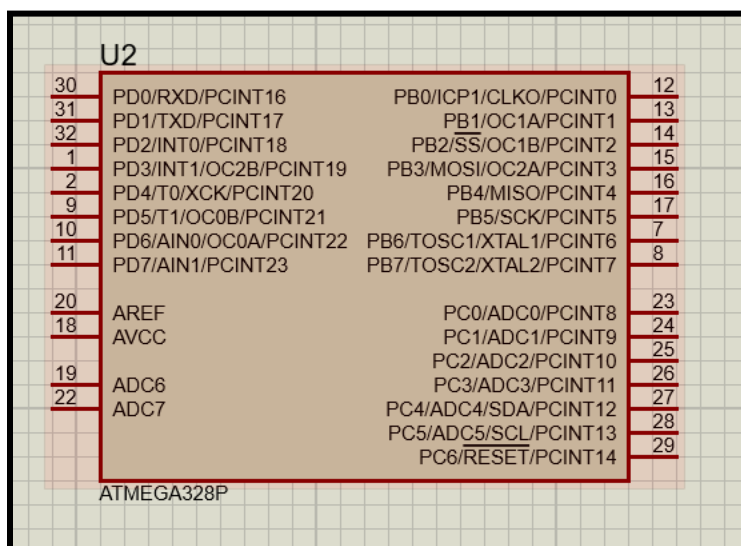 U2
30 PD0/RXD/PCINT16 PB0/ICP1/CLKO/PCINT0 12
31 PD1/TXD/PCINT17 PB1/OC1A/PCINT1 13
32 PD2/INT0/PCINT18 PB2/SS/OC1B/PCINT2 14
1 PD3/INT1/OC2B/PCINT19 PB3/MOSI/OC2A/PCINT3 15
2 PD4/T0/XCK/PCINT20 PB4/MISO/PCINT4 16
9 PD5/T1/OC0B/PCINT21 PB5/SCK/PCINT5 17
10 PD6/AIN0/OC0A/PCINT22 PB6/TOSC1/XTAL1/PCINT6 7
11 PD7/AIN1/PCINT23 PB7/TOSC2/XTAL2/PCINT7 8
20 AREF PC0/ADC0/PCINT8 23
18 AVCC PC1/ADC1/PCINT9 24
PC2/ADC2/PCINT10 25
19 ADC6 PC3/ADC3/PCINT11 26
22 ADC7 PC4/ADC4/SDA/PCINT12 27
PC5/ADC5/SCL/PCINT13 28
PC6/RESET/PCINT14 29
ATMEGA328P